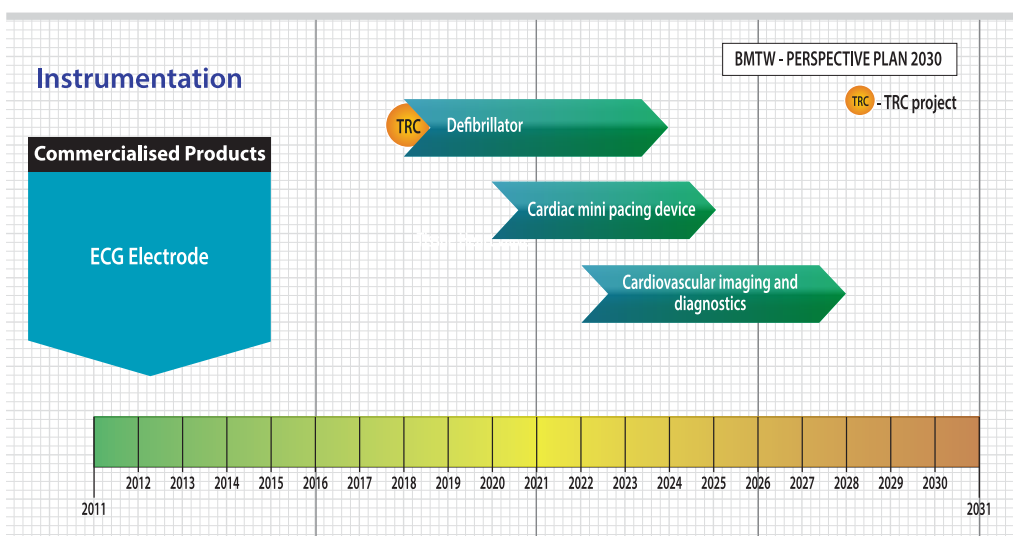 BMTW - PERSPECTIVE PLAN 2030
Instrumentation
TRC - TRC project
TRC Defibrillator
Commercialised Products
Cardiac mini pacing device
ECG Electrode
Cardiovascular imaging and
diagnostics
2012 2013 2014 2015 2016 2017 2018 2019 2020 2021 2022 2023 2024 2025 2026 2027 2028 2029 2030
2011 2031